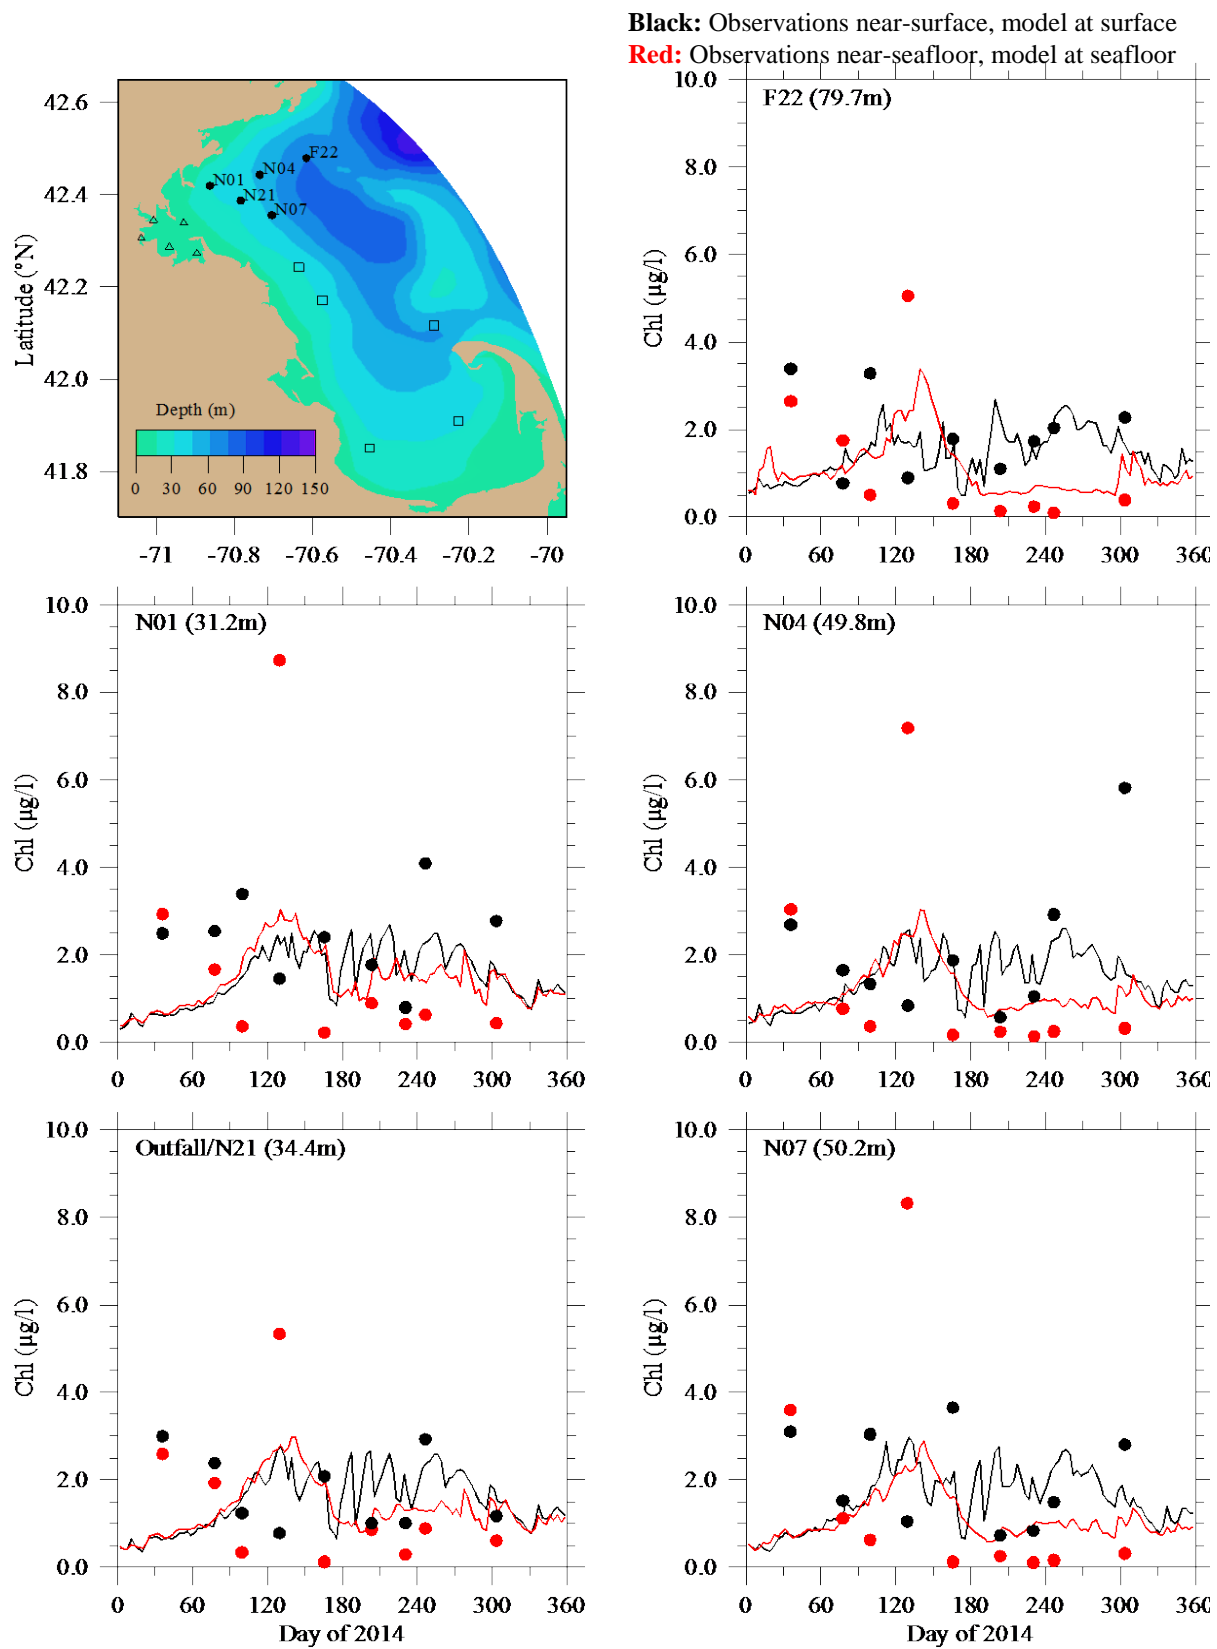 Black: Observations near-surface, model at surface
Red: Observations near-seafloor, model at seafloor
42.6
42.4
42.2
42.0
41.8
Latitude (°N)
F22
N04
N01
N21
N07
Depth (m)
0 30 60 90 120 150
-71 -70.8 -70.6 -70.4 -70.2 -70
F22 (79.7m)
10.0
8.0
6.0
4.0
2.0
0.0
Chl (µg/l)
0 60 120 180 240 300 360
N01 (31.2m)
10.0
8.0
6.0
4.0
2.0
0.0
Chl (µg/l)
0 60 120 180 240 300 360
N04 (49.8m)
10.0
8.0
6.0
4.0
2.0
0.0
Chl (µg/l)
0 60 120 180 240 300 360
Outfall/N21 (34.4m)
10.0
8.0
6.0
4.0
2.0
0.0
Chl (µg/l)
0 60 120 180 240 300 360
Day of 2014
N07 (50.2m)
10.0
8.0
6.0
4.0
2.0
0.0
Chl (µg/l)
0 60 120 180 240 300 360
Day of 2014